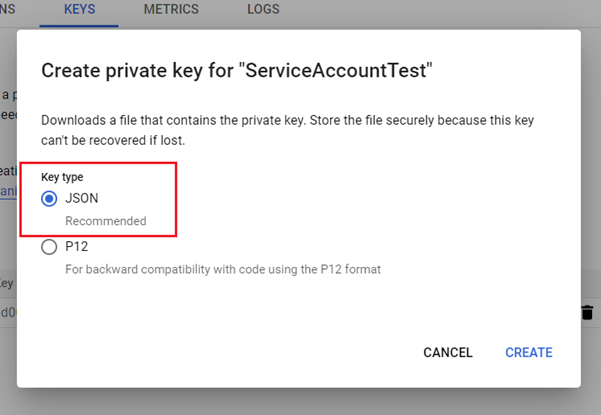 NS KEYS METRICS LOGS
Create private key for "ServiceAccountTest"
a p
Downloads a file that contains the private key. Store the file securely because this key
can't be recovered if lost.
Key type
JSON
Recommended
P12
For backward compatibility with code using the P12 format
CANCEL CREATE